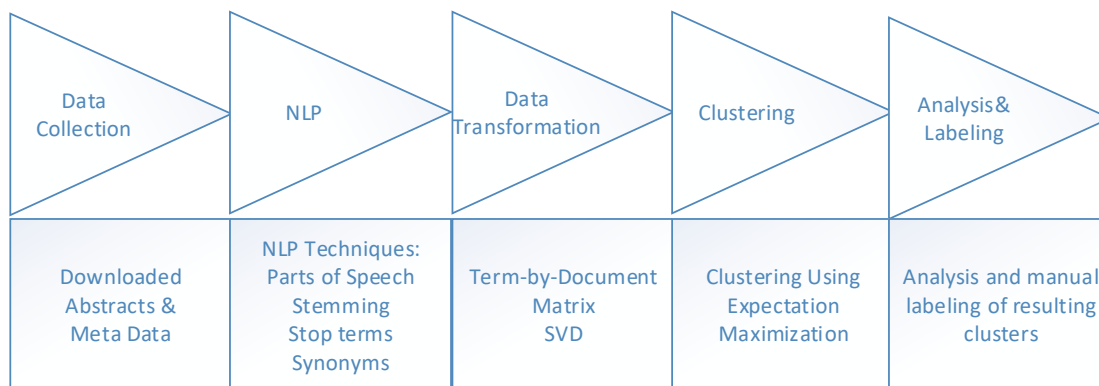 Data
Collection
NLP
Data
Transformation
Clustering
Analysis&
Labeling
Downloaded
Abstracts &
Meta Data
NLP Techniques:
Parts of Speech
Stemming
Stop terms
Synonyms
Term-by-Document
Matrix
SVD
Clustering Using
Expectation
Maximization
Analysis and manual
labeling of resulting
clusters